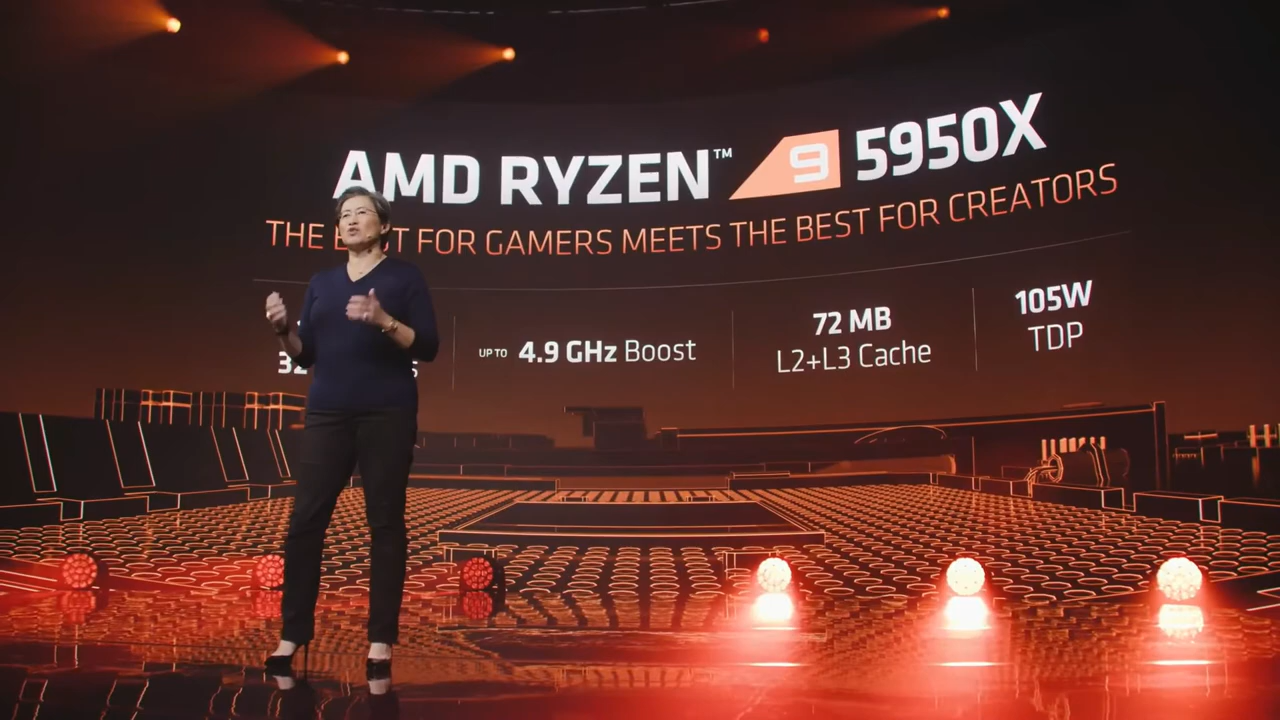 AMD RYZEN™ 9 5950X
THE FOR GAMERS MEETS THE BEST FOR CREATORS
UP TO 4.9 GHz Boost
L2+L3 Cache
72 MB
105W
TDP